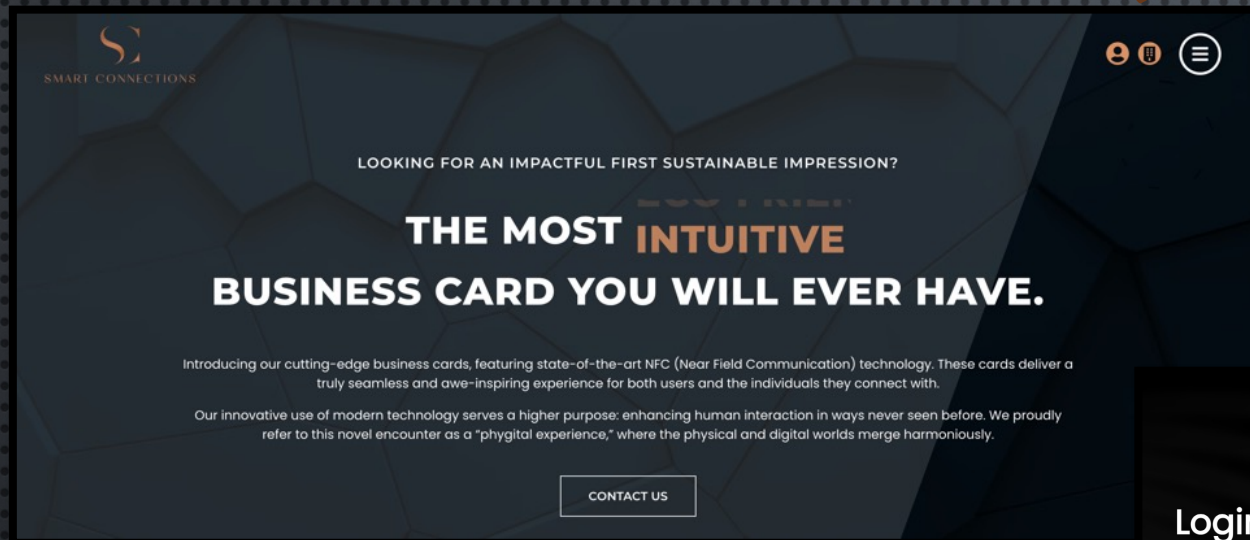 SMART CONNECTIONS
LOOKING FOR AN IMPACTFUL FIRST SUSTAINABLE IMPRESSION?
THE MOST INTUITIVE
BUSINESS CARD YOU WILL EVER HAVE.
Introducing our cutting-edge business cards, featuring state-of-the-art NFC (Near Field Communication) technology. These cards deliver a
truly seamless and awe-inspiring experience for both users and the individuals they connect with.
Our innovative use of modern technology serves a higher purpose: enhancing human interaction in ways never seen before. We proudly
refer to this novel encounter as a “phygital experience,” where the physical and digital worlds merge harmoniously.
CONTACT US